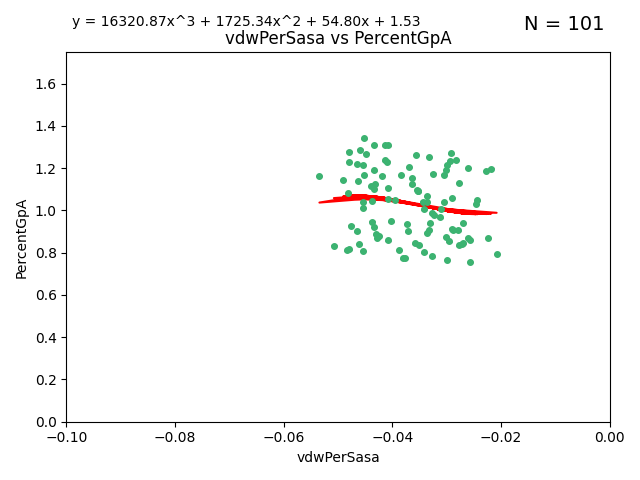 y = 16320.87x^3 + 1725.34x^2 + 54.80x + 1.53
N = 101
vdwPerSasa vs PercentGpA
1.6
1.4
1.2
1.0
0.8
0.6
0.4
0.2
0.0
PercentGpA
−0.10 −0.08 −0.06 −0.04 −0.02 0.00
vdwPerSasa